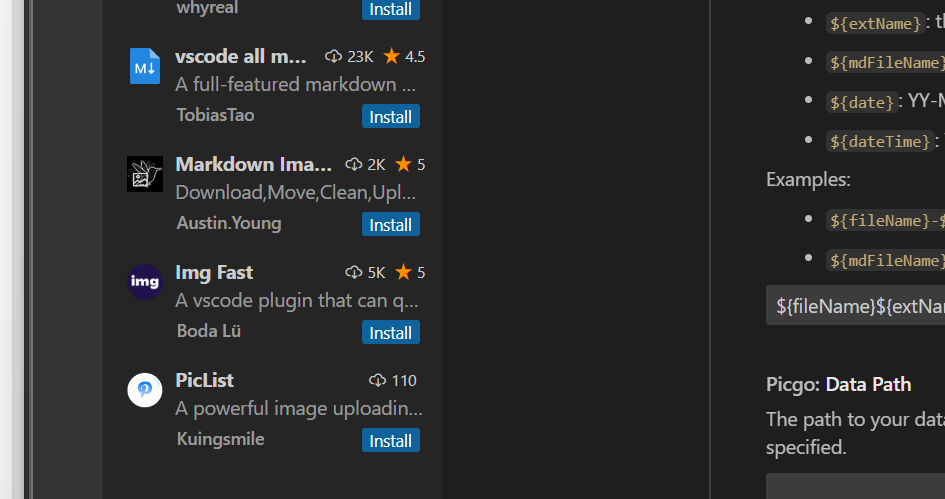 whyreal
Install
vscode all m... 23K 4.5
M↓
A full-featured markdown ...
TobiasTao
Install
Markdown Ima... 2K 5
Download,Move,Clean,Upl...
Austin.Young
Install
Img Fast 5K 5
img
A vscode plugin that can q...
Boda Lü
Install
PicList 110
A powerful image uploadin...
Kuingsmile
Install
${extName}:
${mdFileName}
${date}: YY-M
${dateTime}:
Examples:
${fileName}-$
${mdFileName}
${fileName}${extNa
Picgo: Data Path
The path to your data
specified.